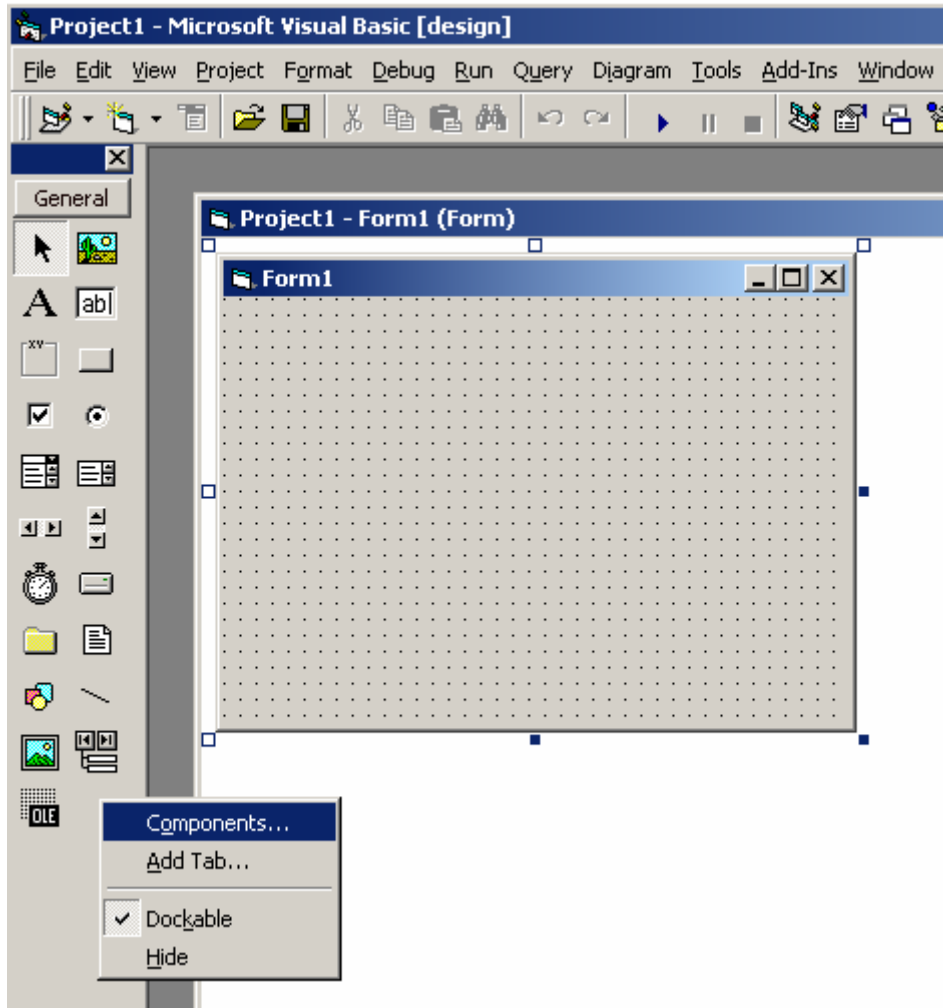 Project1 - Microsoft Visual Basic [design]
File Edit View Project Format Debug Run Query Diagram Tools Add-Ins Window
General
Project1 - Form1 (Form)
Form1
A ab|
XY
OLE
Components...
Add Tab...
Dockable
Hide